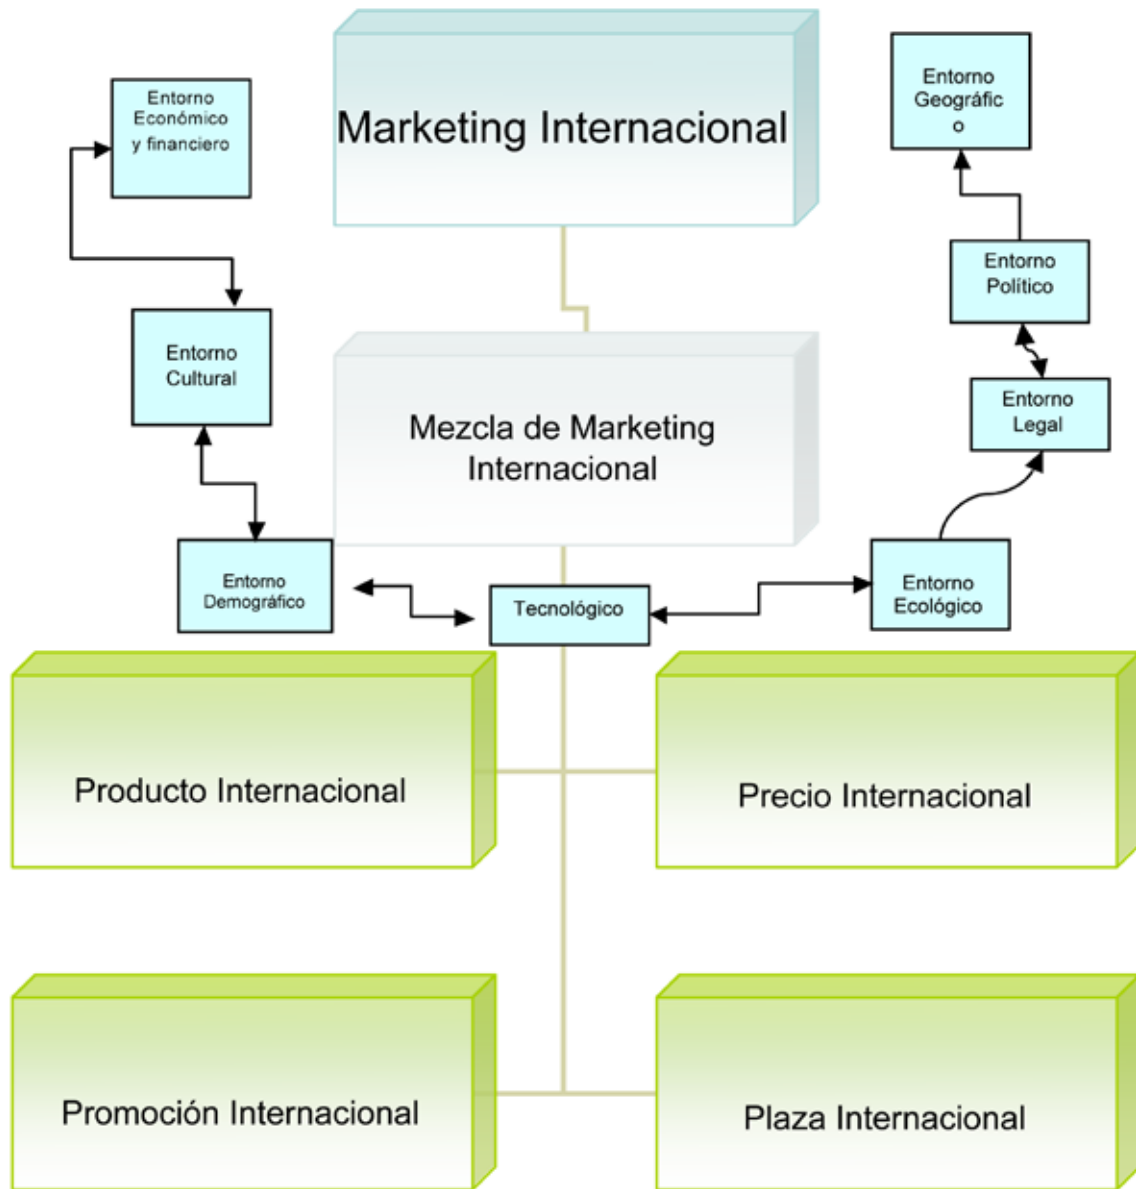 Marketing Internacional
Entorno
Económico
y financiero
Entorno
Geográfic
o
Entorno
Político
Entorno
Cultural
Mezcla de Marketing
Internacional
Entorno
Legal
Entorno
Demográfico
Tecnológico
Entorno
Ecológico
Producto Internacional
Precio Internacional
Promoción Internacional
Plaza Internacional